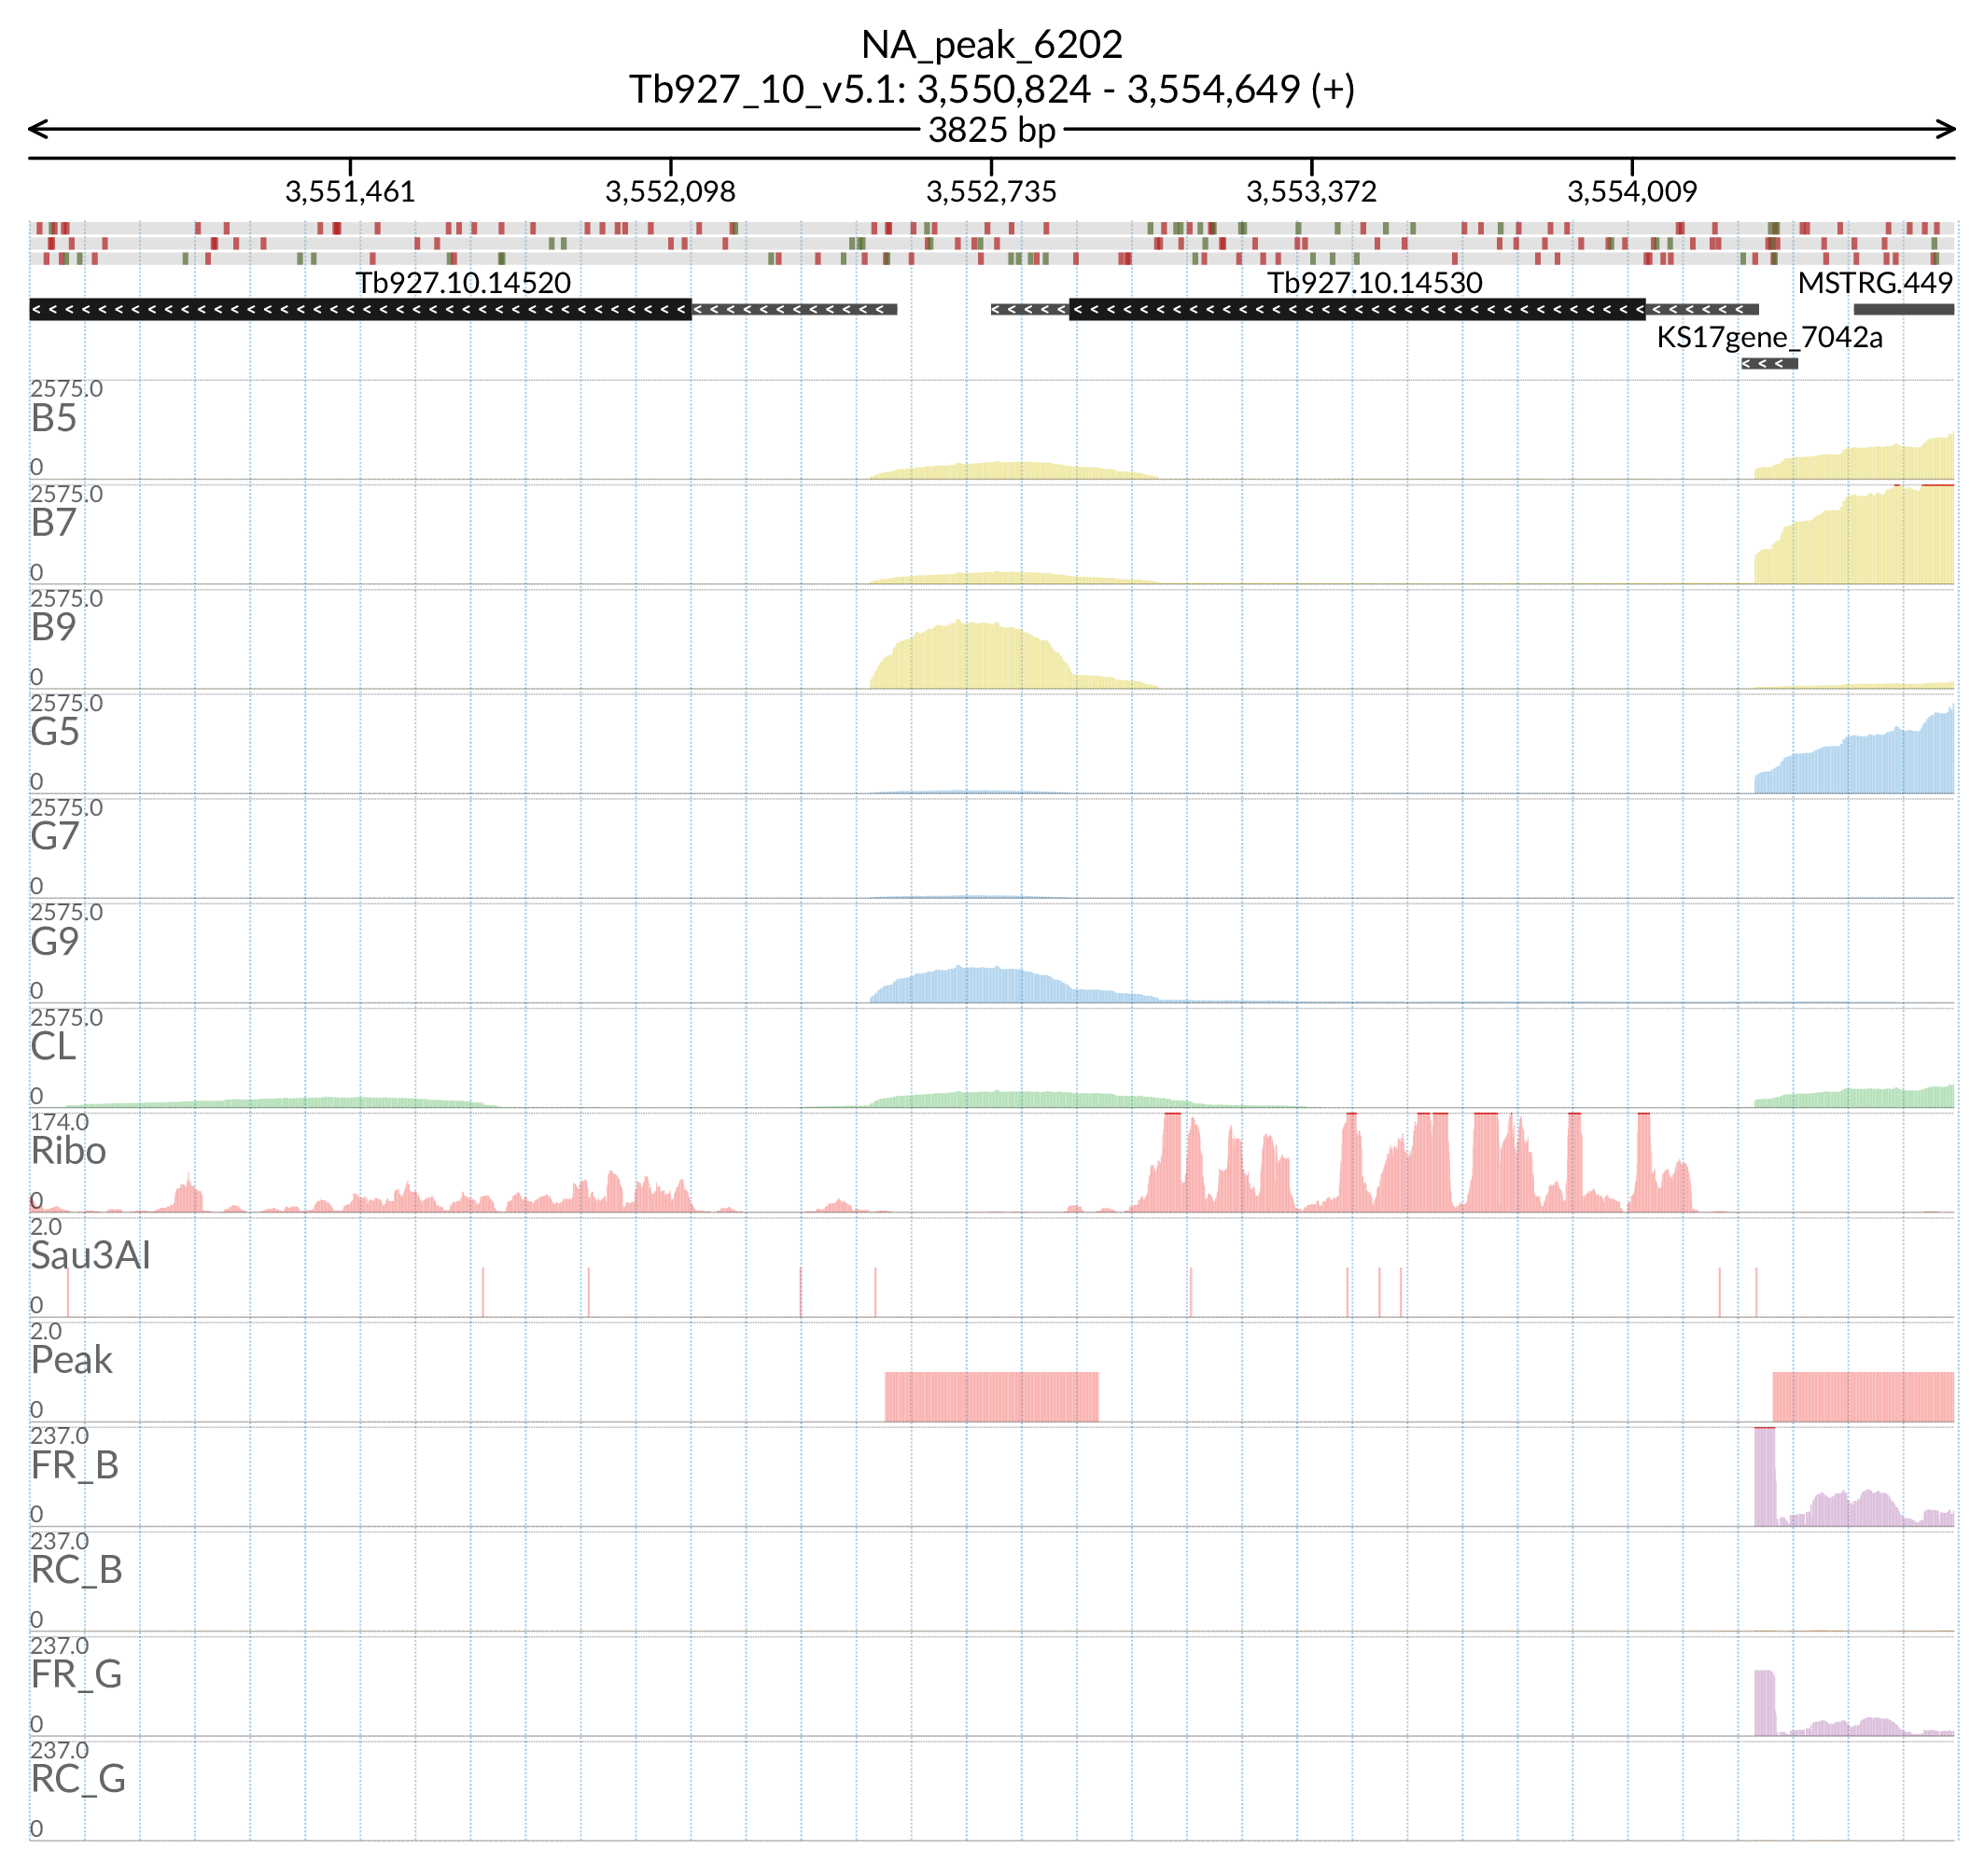 NA_peak_6202
Tb927_10_v5.1: 3,550,824 - 3,554,649 (+)
3825 bp
3,551,461 3,552,098 3,552,735 3,553,372 3,554,009
Tb927.10.14520 Tb927.10.14530 MSTRG.449
KS17gene_7042a
2575.0
B5
0
2575.0
B7
0
2575.0
B9
0
2575.0
G5
0
2575.0
G7
0
2575.0
G9
0
2575.0
CL
0
174.0
Ribo
0
2.0
Sau3AI
0
2.0
Peak
0
237.0
FR_B
0
237.0
RC_B
0
237.0
FR_G
0
237.0
RC_G
0